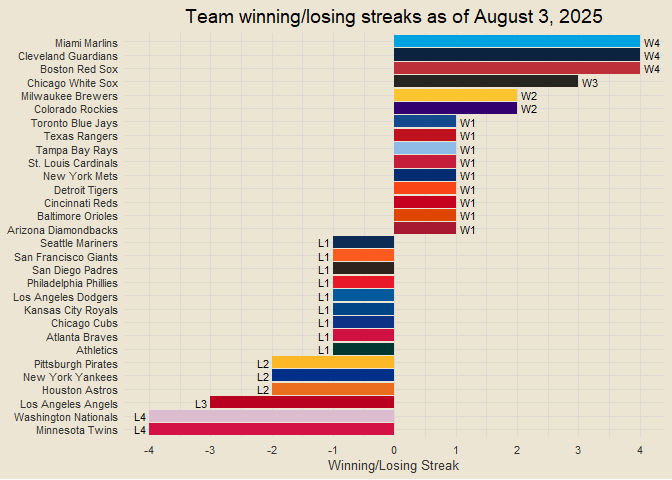 Team winning/losing streaks as of August 3, 2025
Miami Marlins W4
Cleveland Guardians W4
Boston Red Sox W4
Chicago White Sox W3
Milwaukee Brewers W2
Colorado Rockies W2
Toronto Blue Jays W1
Texas Rangers W1
Tampa Bay Rays W1
St. Louis Cardinals W1
New York Mets W1
Detroit Tigers W1
Cincinnati Reds W1
Baltimore Orioles W1
Arizona Diamondbacks W1
Seattle Mariners L1
San Francisco Giants L1
San Diego Padres L1
Philadelphia Phillies L1
Los Angeles Dodgers L1
Kansas City Royals L1
Chicago Cubs L1
Atlanta Braves L1
Athletics L1
Pittsburgh Pirates L2
New York Yankees L2
Houston Astros L2
Los Angeles Angels L3
Washington Nationals L4
Minnesota Twins L4
-4 -3 -2 -1 0 1 2 3 4
Winning/Losing Streak